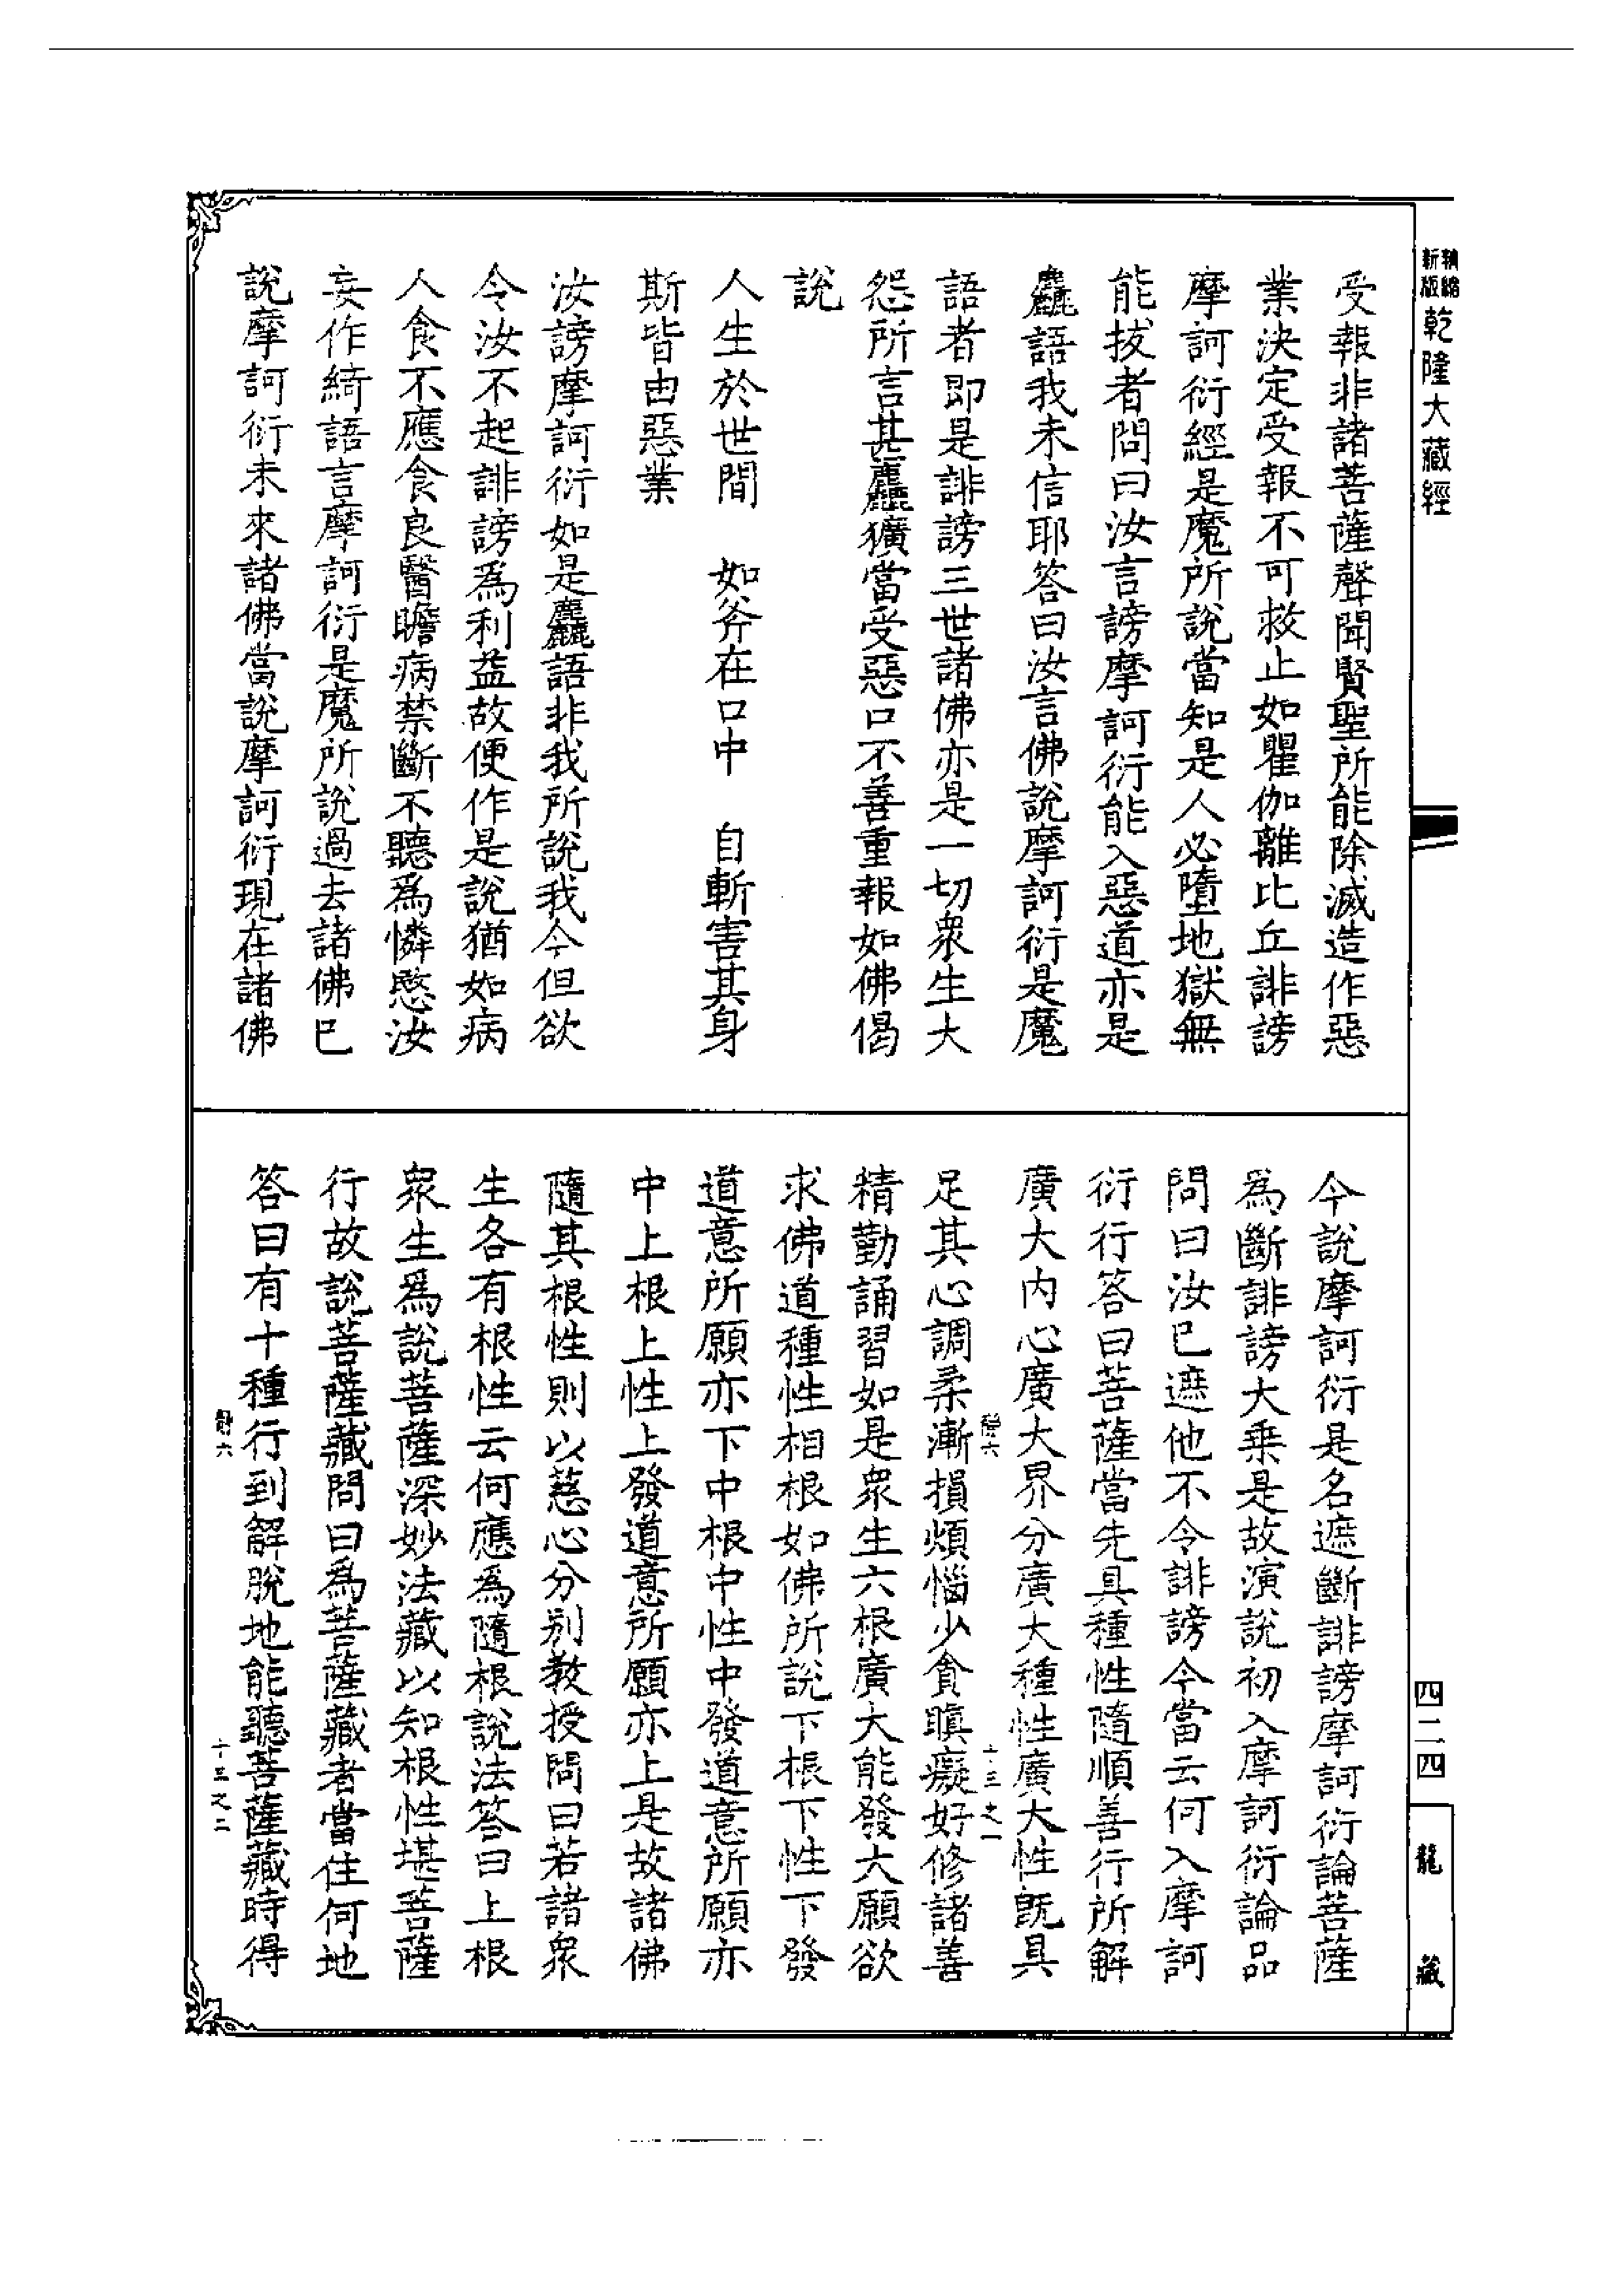 新版
乾隆大藏經
受報非諸菩薩聲聞賢聖所能除滅造作惡
業決定受報不可救止如瞿伽離比丘誹謗
摩訶衍經是魔所說當知是人必墮地獄無
能拔者問曰汝言謗摩訶衍能入惡道亦是
麤語我未信耶答曰汝言佛說摩訶衍是魔
語者即是誹謗三世諸佛亦是一切衆生大
怨所言甚麤獷當受惡口不善重報如佛偈
說
人生於世間　如斧在口中　自斬害其身
斯皆由惡業
汝謗摩訶衍如是麤語非我所說我今但欲
令汝不起誹謗為利益故便作是說猶如病
人食不應食良醫瞻病禁斷不聽爲憐愍汝
妄作綺語言摩訶衍是魔所說過去諸佛已
說摩訶衍未來諸佛當說摩訶衍現在諸佛
今說摩訶衍是名遮斷誹謗摩訶衍論菩薩
為斷誹謗大乗是故演說初入摩訶衍論品
問曰汝已遮他不令誹謗今當云何入摩訶
衍行答曰菩薩當先具種性隨順善行所解
廣大内心廣大界分廣大種性廣大性既具
六
十三之一
足其心調柔漸損煩惱少貪瞋癡好修諸善
精勤誦習如是衆生六根廣大能發大願欲
求佛道種性相根如佛所說下根下性下發
道意所願亦下中根中性中發道意所願亦
中上根上性上發道意所願亦上是故諸佛
隨其根性則以慈心分别教授問曰若諸衆
生各有根性云何應為隨根說法答曰上根
衆生爲說菩薩深妙法藏以知根性堪菩薩
行故說菩薩藏問曰為菩薩藏者當住何地
答曰有十種行到解脫地能聽菩薩藏時得
六
十三之二
四二四
龍藏